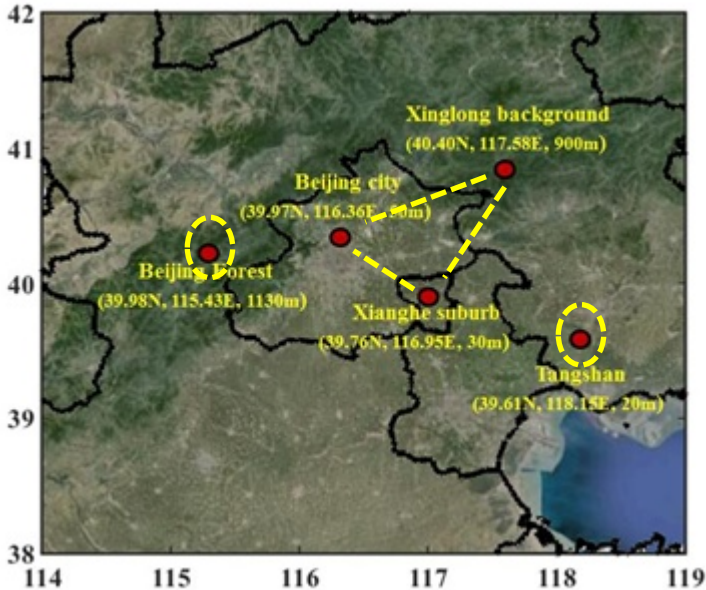 42
Xinglong background
(40.40N, 117.58E, 900m)
41
Beijing city
(39.97N, 116.36E, 90m)
Beijing Forest
40
(39.98N, 115.43E, 1130m)
Xianghe suburb
(39.76N, 116.95E, 30m)
Tangshan
(39.61N, 118.15E, 20m)
39
38
114 115 116 117 118 119